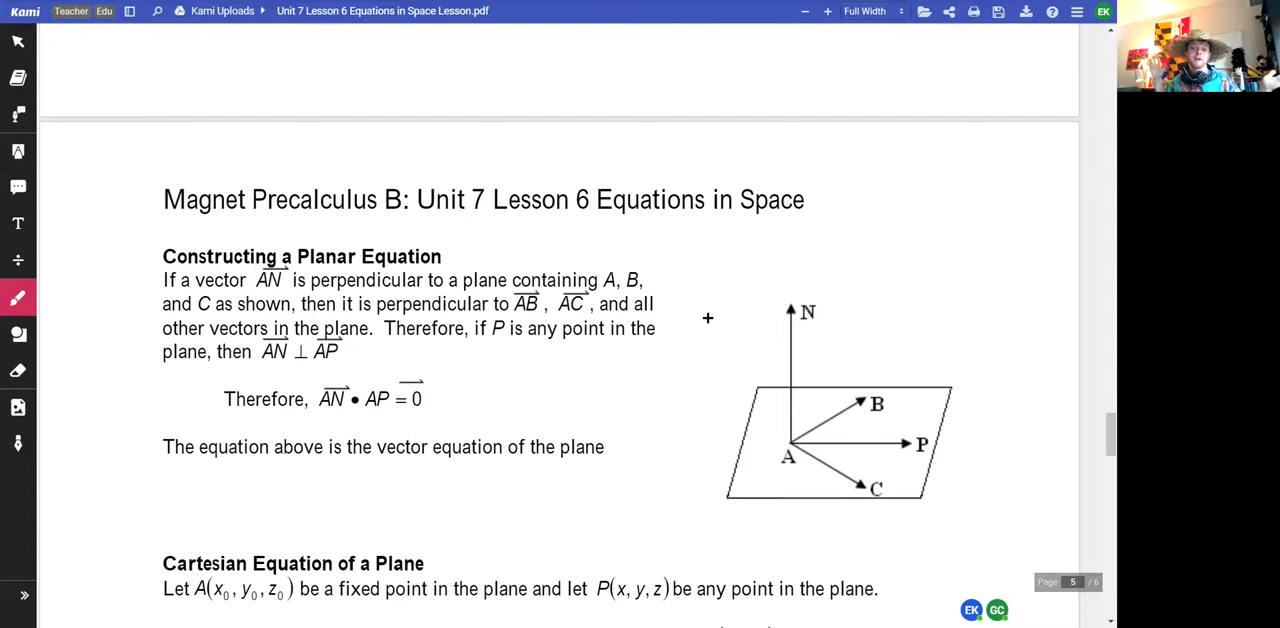 Kami Teacher Edu Kami Uploads Unit 7 Lesson 6 Equations in Space Lesson.pdf Full Width EK
Magnet Precalculus B: Unit 7 Lesson 6 Equations in Space
Constructing a Planar Equation
If a vector AN is perpendicular to a plane containing A, B,
and C as shown, then it is perpendicular to AB , AC , and all
other vectors in the plane. Therefore, if P is any point in the
plane, then AN ⊥ AP
Therefore, AN • AP = 0
The equation above is the vector equation of the plane
N
B
P
A
C
Cartesian Equation of a Plane
Let A(x₀, y₀, z₀) be a fixed point in the plane and let P(x, y, z) be any point in the plane.
Page 5 / 6
EK GC